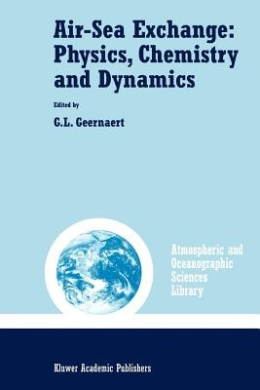 Air-Sea Exchange:
Physics, Chemistry
and Dynamics
Edited by
G.L. Geernaert
Atmospheric and
Oceanographic
Sciences
Library
Kluwer Academic Publishers